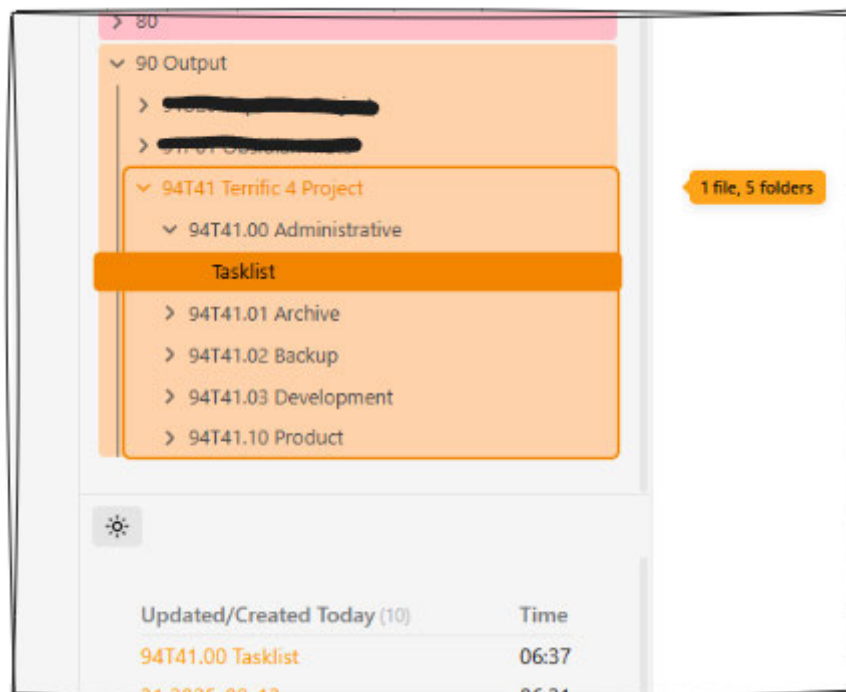 80
90 Output
94T41 Terrific 4 Project
1 file, 5 folders
94T41.00 Administrative
Tasklist
94T41.01 Archive
94T41.02 Backup
94T41.03 Development
94T41.10 Product
Updated/Created Today (10) Time
94T41.00 Tasklist 06:37